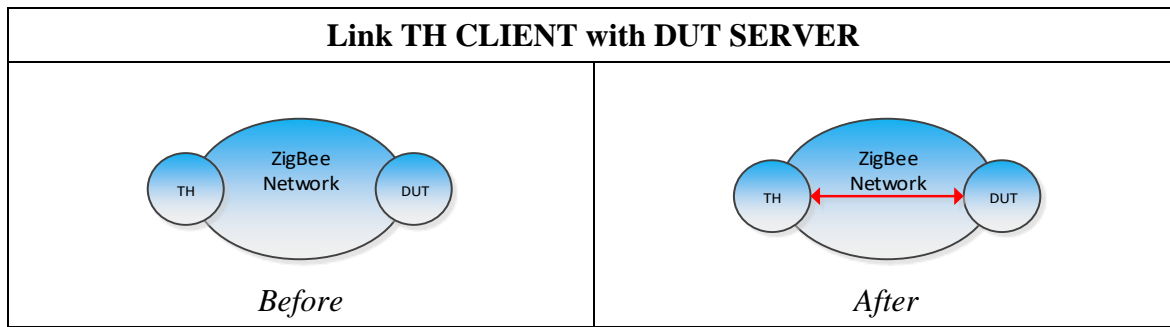 Link TH CLIENT with DUT SERVER
ZigBee
Network
TH
DUT
Before
ZigBee
Network
TH
DUT
After